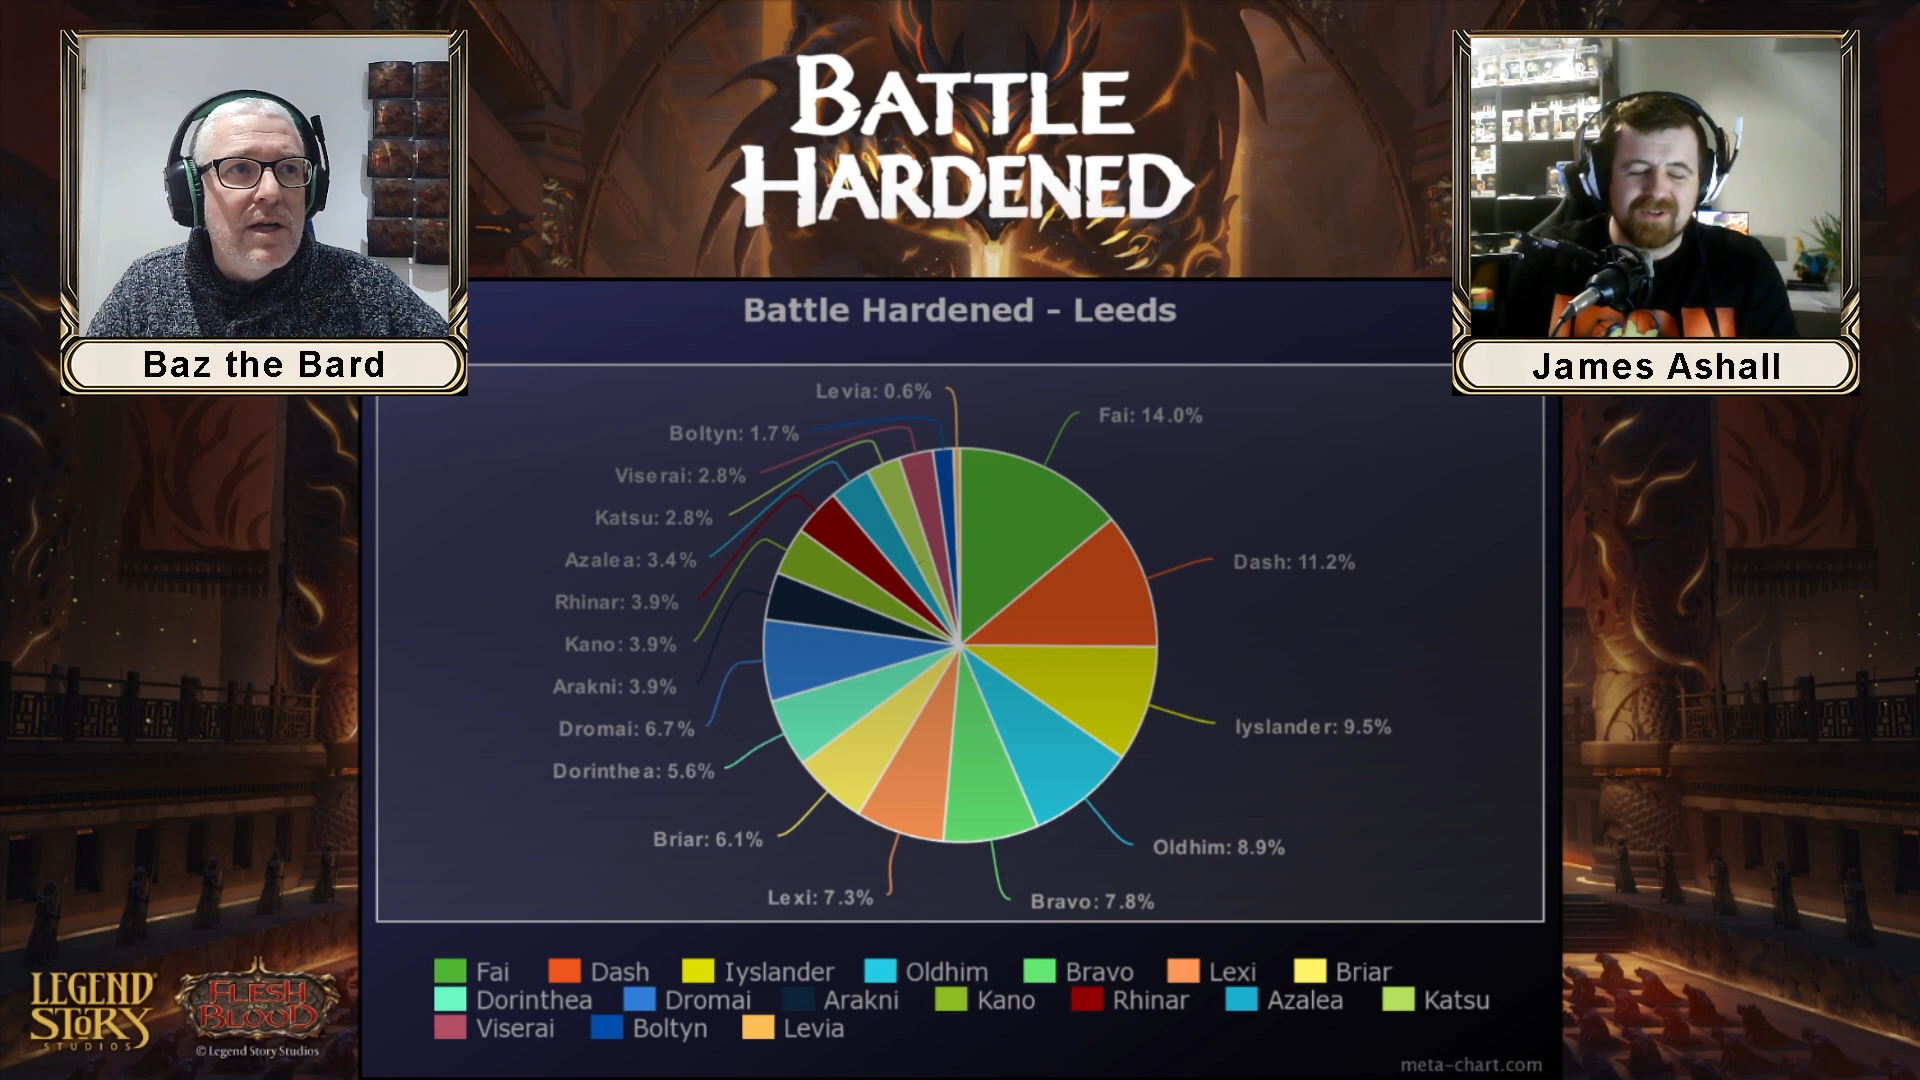 BATTLE
HARDENED
Baz the Bard
James Ashall
Battle Hardened - Leeds
Levia: 0.6%
Fai: 14.0%
Boltyn: 1.7%
Viserai: 2.8%
Katsu: 2.8%
Azalea: 3.4%
Dash: 11.2%
Rhinar: 3.9%
Kano: 3.9%
Arakni: 3.9%
Dromai: 6.7%
Iyslander: 9.5%
Dorinthea: 5.6%
Briar: 6.1%
Oldhim: 8.9%
Lexi: 7.3%
Bravo: 7.8%
Fai Dash Iyslander Oldhim Bravo Lexi Briar
Dorinthea Dromai Arakni Kano Rhinar Azalea Katsu
Viserai Boltyn Levia
LEGEND
STORY
STUDIOS
FLESH
AND
BLOOD
© Legend Story Studios
meta-chart.com